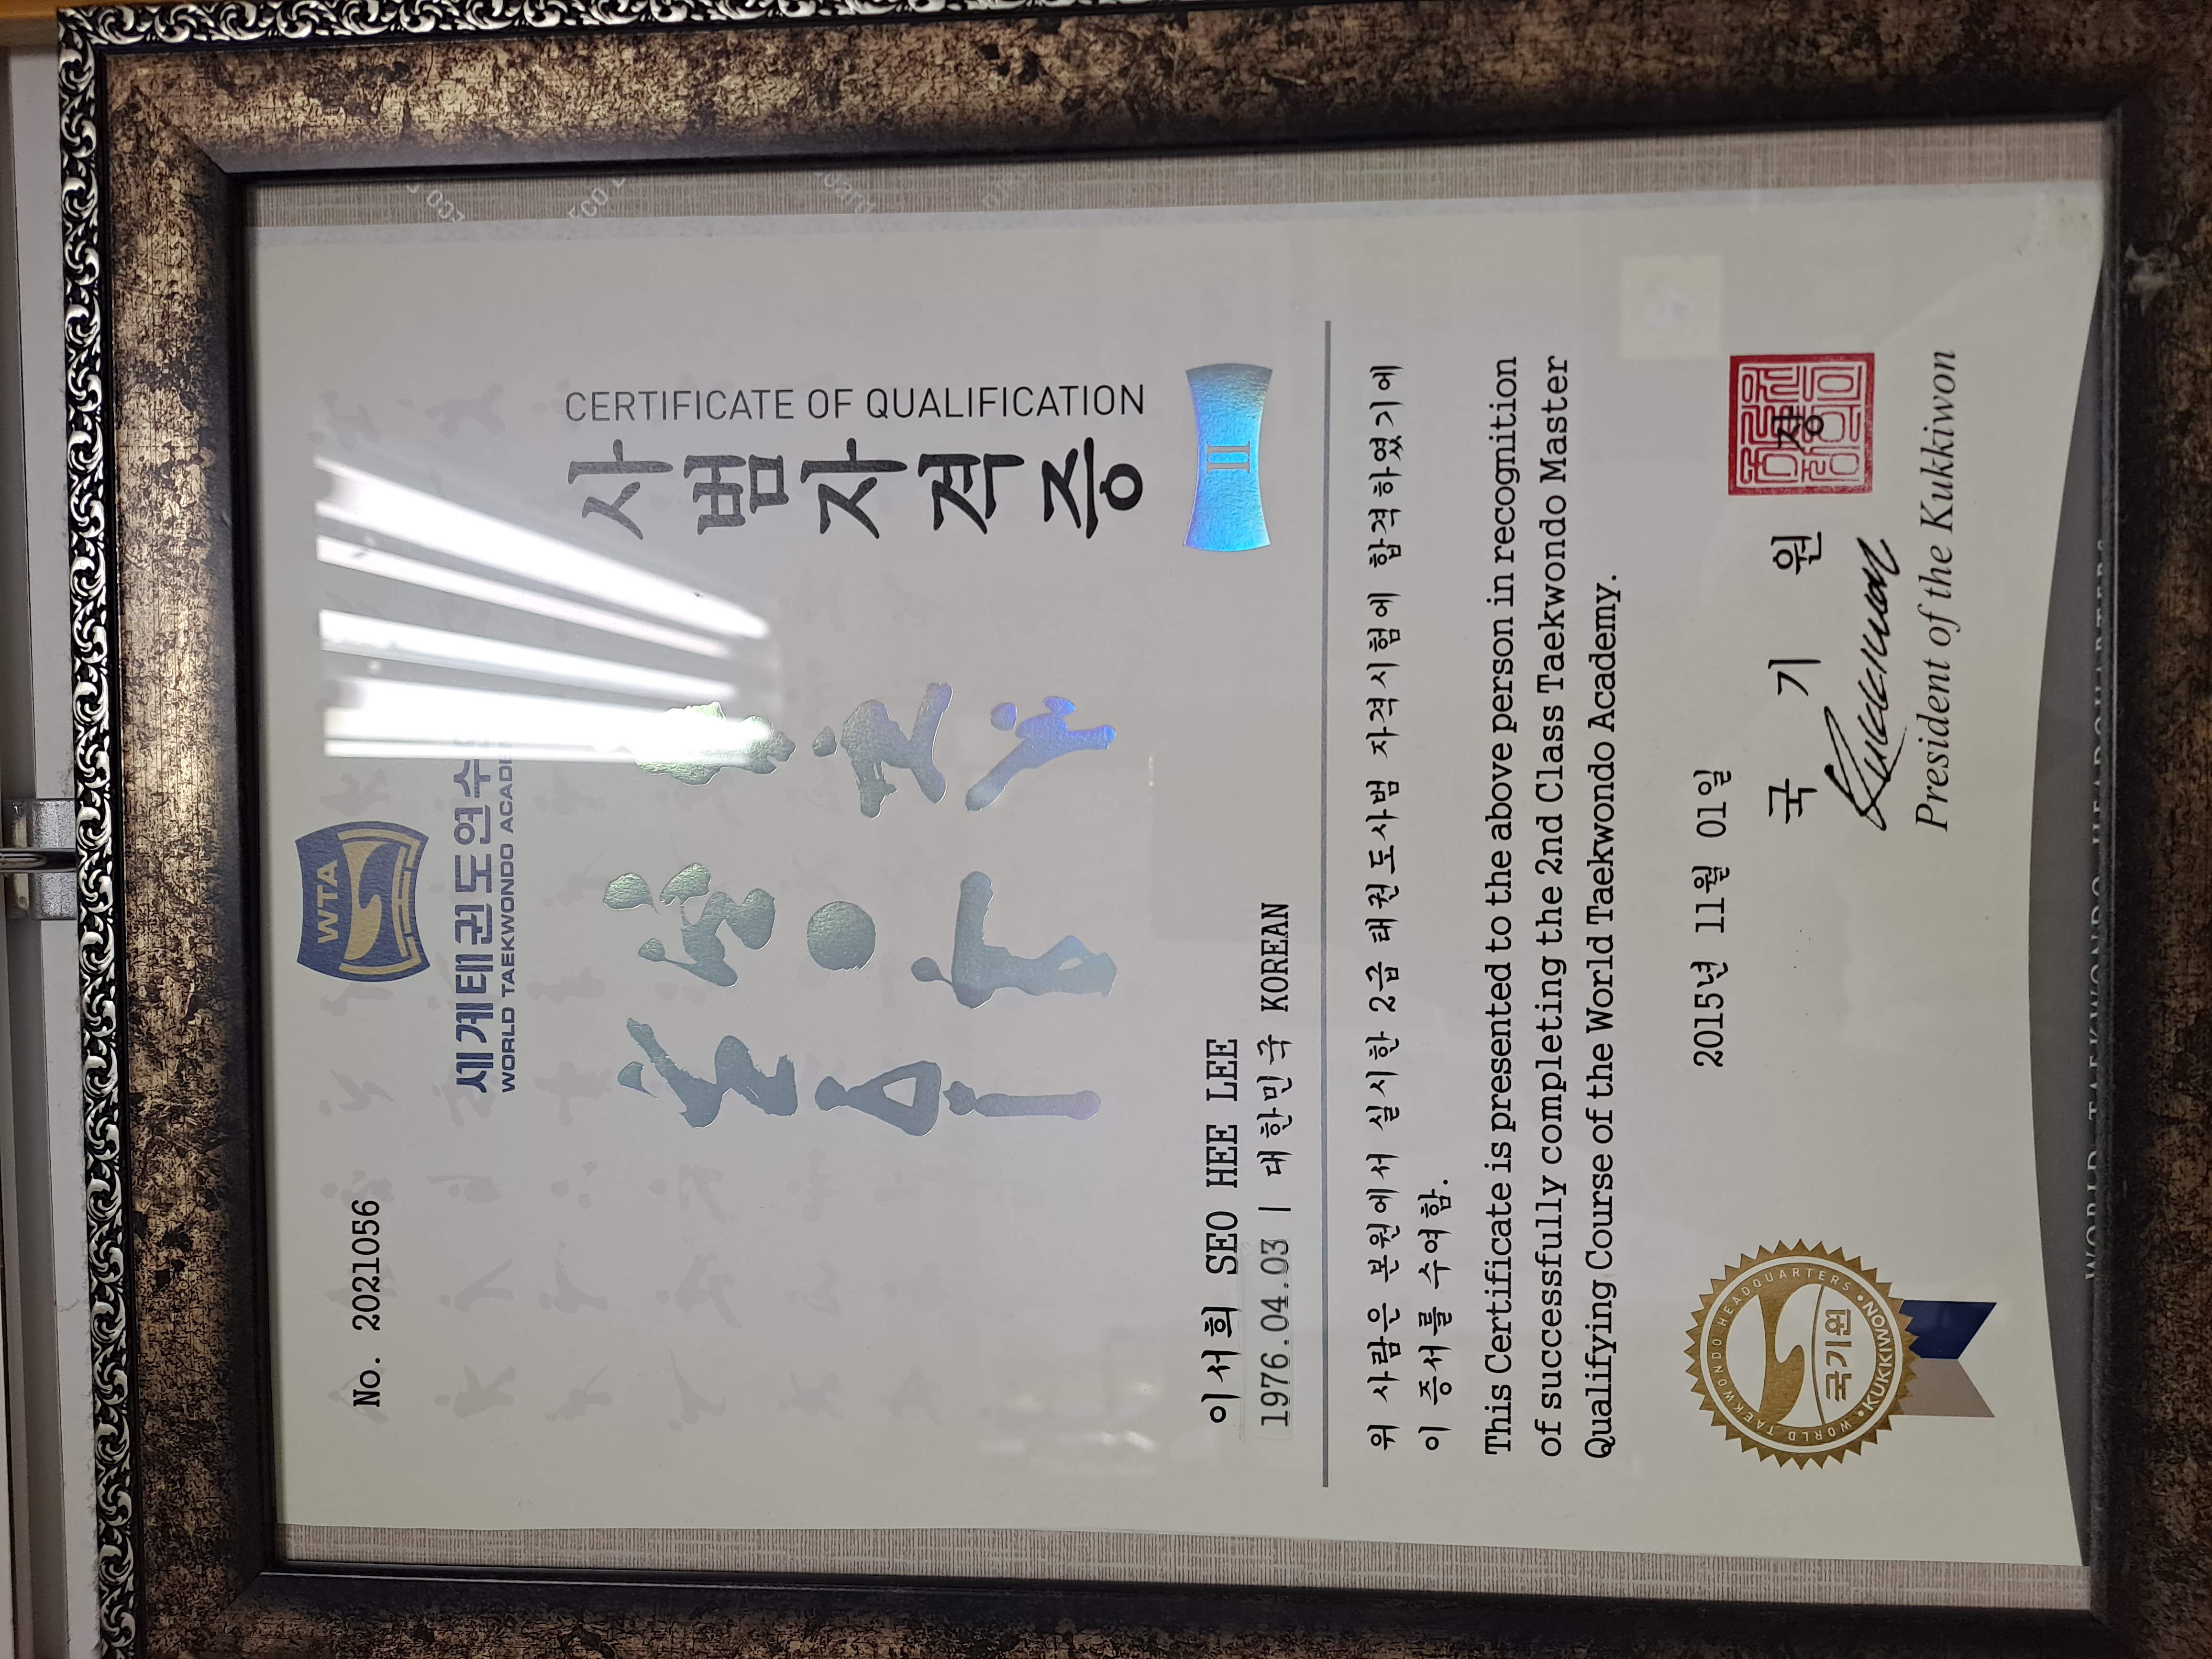 No. 2021056
WTA
세계태권도연수
WORLD TAEKWONDO ACADE
CERTIFICATE OF QUALIFICATION
사범자격증
II
이서희 SEO HEE LEE
1976.04.03 | 대한민국 KOREAN
위 사람은 본원에서 실시한 2급 태권도사범 자격시험에 합격하였기에
이 증서를 수여함.
This Certificate is presented to the above person in recognition
of successfully completing the 2nd Class Taekwondo Master
Qualifying Course of the World Taekwondo Academy.
2015년 11월 01일
국 기 원 장
President of the Kukkiwon
WORLD TAEKWONDO HEADQUARTERS
국기원
KUKKIWON
WORLD TAEKWONDO HEADQUARTERS